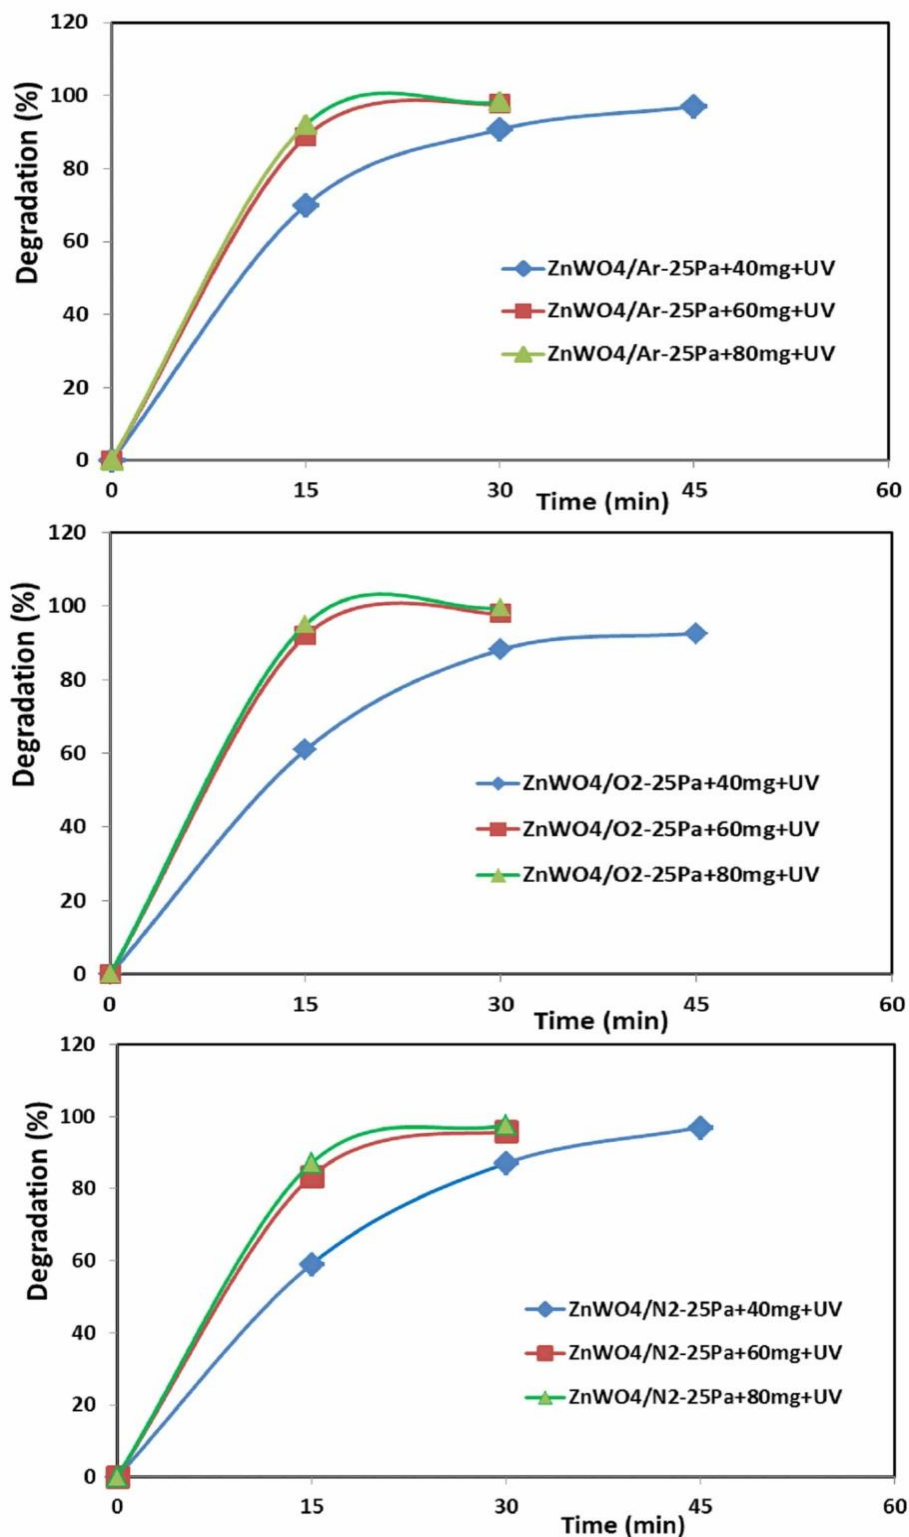 120
100
80
60
40
20
0
Degradation (%)
ZnWO4/Ar-25Pa+40mg+UV
ZnWO4/Ar-25Pa+60mg+UV
ZnWO4/Ar-25Pa+80mg+UV
0 15 30 45 60
Time (min)
120
100
80
60
40
20
0
Degradation (%)
ZnWO4/O2-25Pa+40mg+UV
ZnWO4/O2-25Pa+60mg+UV
ZnWO4/O2-25Pa+80mg+UV
0 15 30 45 60
Time (min)
120
100
80
60
40
20
0
Degradation (%)
ZnWO4/N2-25Pa+40mg+UV
ZnWO4/N2-25Pa+60mg+UV
ZnWO4/N2-25Pa+80mg+UV
0 15 30 45 60
Time (min)